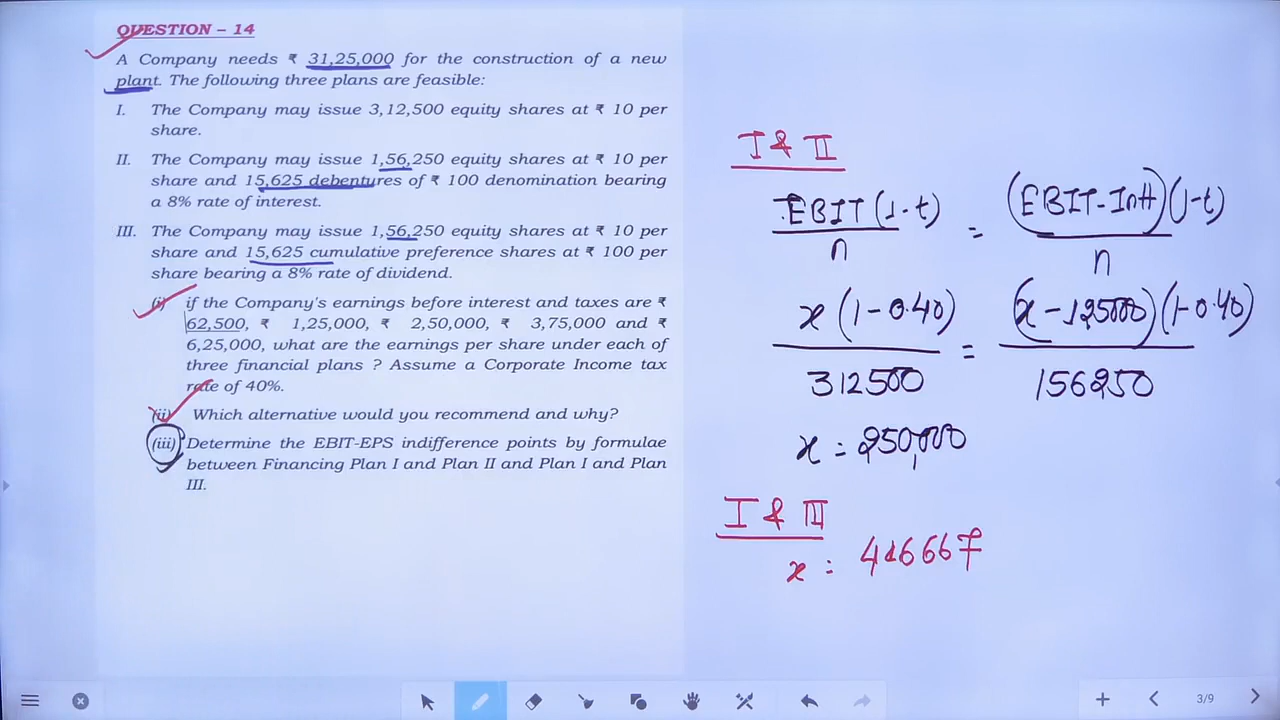 QUESTION – 14
A Company needs ₹ 31,25,000 for the construction of a new
plant. The following three plans are feasible:
I. The Company may issue 3,12,500 equity shares at ₹ 10 per
share.
II. The Company may issue 1,56,250 equity shares at ₹ 10 per
share and 15,625 debentures of ₹ 100 denomination bearing
a 8% rate of interest.
III. The Company may issue 1,56,250 equity shares at ₹ 10 per
share and 15,625 cumulative preference shares at ₹ 100 per
share bearing a 8% rate of dividend.
(i) if the Company's earnings before interest and taxes are ₹
62,500, ₹ 1,25,000, ₹ 2,50,000, ₹ 3,75,000 and ₹
6,25,000, what are the earnings per share under each of
three financial plans ? Assume a Corporate Income tax
rate of 40%.
(ii) Which alternative would you recommend and why?
(iii) Determine the EBIT-EPS indifference points by formulae
between Financing Plan I and Plan II and Plan I and Plan
III.
I & II
EBIT (1-t) = (EBIT-Int)(1-t)
n n
x (1-0.40) = (x-125000)(1-0.40)
312500 156250
x = 250,000
I & III
x = 416667
3/9